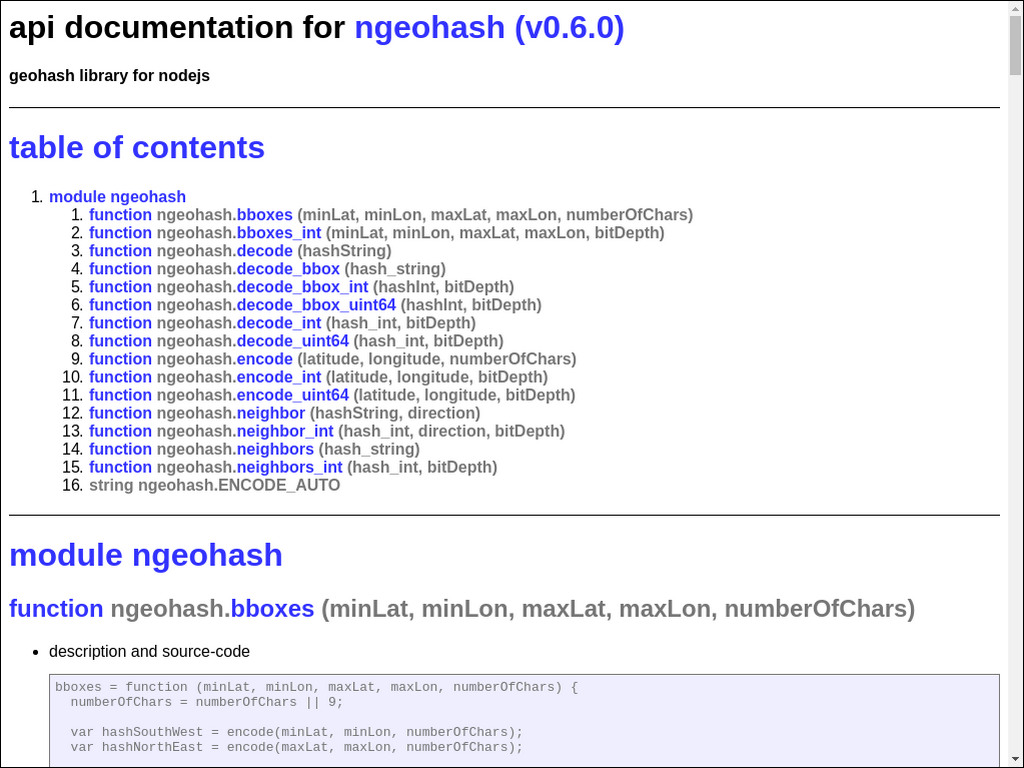 api documentation for ngeohash (v0.6.0)
geohash library for nodejs
table of contents
1. module ngeohash
1. function ngeohash.bboxes (minLat, minLon, maxLat, maxLon, numberOfChars)
2. function ngeohash.bboxes_int (minLat, minLon, maxLat, maxLon, bitDepth)
3. function ngeohash.decode (hashString)
4. function ngeohash.decode_bbox (hash_string)
5. function ngeohash.decode_bbox_int (hashInt, bitDepth)
6. function ngeohash.decode_bbox_uint64 (hashInt, bitDepth)
7. function ngeohash.decode_int (hash_int, bitDepth)
8. function ngeohash.decode_uint64 (hash_int, bitDepth)
9. function ngeohash.encode (latitude, longitude, numberOfChars)
10. function ngeohash.encode_int (latitude, longitude, bitDepth)
11. function ngeohash.encode_uint64 (latitude, longitude, bitDepth)
12. function ngeohash.neighbor (hashString, direction)
13. function ngeohash.neighbor_int (hash_int, direction, bitDepth)
14. function ngeohash.neighbors (hash_string)
15. function ngeohash.neighbors_int (hash_int, bitDepth)
16. string ngeohash.ENCODE_AUTO
module ngeohash
function ngeohash.bboxes (minLat, minLon, maxLat, maxLon, numberOfChars)
• description and source-code
bboxes = function (minLat, minLon, maxLat, maxLon, numberOfChars) {
  numberOfChars = numberOfChars || 9;
  var hashSouthWest = encode(minLat, minLon, numberOfChars);
  var hashNorthEast = encode(maxLat, maxLon, numberOfChars);